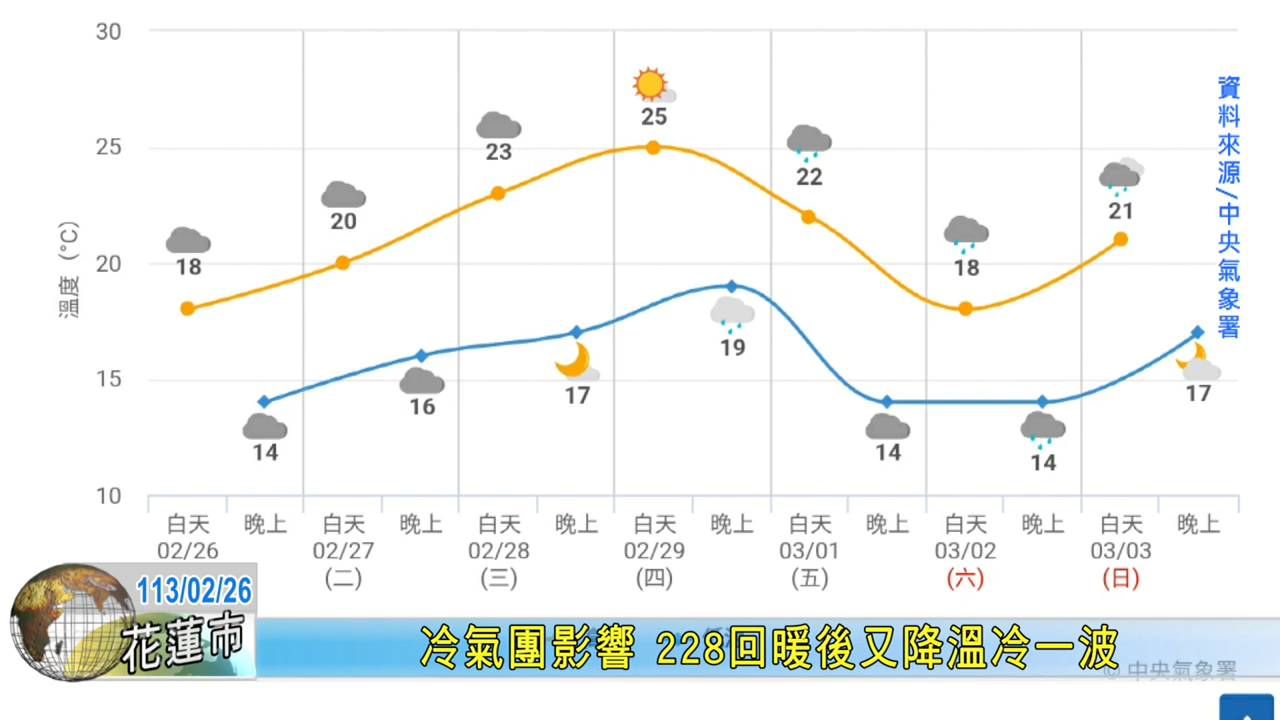 30
25
20
15
10
溫度 (°C)
18
20
23
25
22
18
21
14
16
17
19
14
14
17
白天 晚上 白天 晚上 白天 晚上 白天 晚上 白天 晚上 白天 晚上 白天 晚上
02/26 02/27 02/28 02/29 03/01 03/02 03/03
(二) (三) (四) (五) (六) (日)
資料來源/中央氣象署
113/02/26
花蓮市
冷氣團影響 228回暖後又降溫冷一波
© 中央氣象署